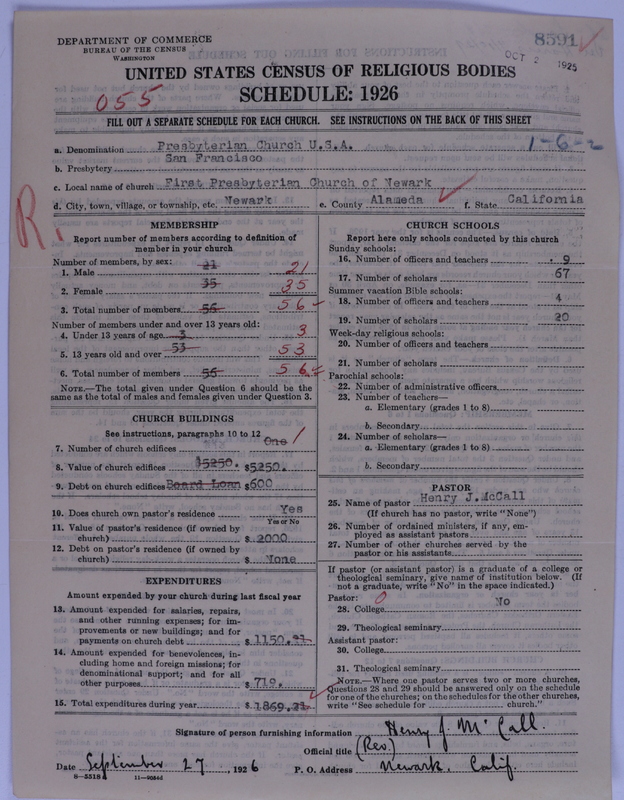 DEPARTMENT OF COMMERCE
BUREAU OF THE CENSUS
WASHINGTON
8591
OCT 2 1925
UNITED STATES CENSUS OF RELIGIOUS BODIES
055
SCHEDULE: 1926
FILL OUT A SEPARATE SCHEDULE FOR EACH CHURCH. SEE INSTRUCTIONS ON THE BACK OF THIS SHEET
1-6-2
a. Denomination Presbyterian Church U.S.A.
San Francisco
b. Presbytery
c. Local name of church First Presbyterian Church of Newark
d. City, town, village, or township, etc. Newark e. County Alameda f. State California
R.
MEMBERSHIP
Report number of members according to definition of
member in your church
Number of members, by sex:
1. Male 21 21
2. Female 35 35
3. Total number of members 56 56
Number of members under and over 13 years old:
4. Under 13 years of age 3 3
5. 13 years old and over 53 53
6. Total number of members 56 56
NOTE.—The total given under Question 6 should be the
same as the total of males and females given under Question 3.
CHURCH BUILDINGS
See instructions, paragraphs 10 to 12
7. Number of church edifices One 1
8. Value of church edifices $5250. $5250.
9. Debt on church edifices Board Loan $600
10. Does church own pastor's residence Yes
Yes or No
11. Value of pastor's residence (if owned by
church) $ 2000
12. Debt on pastor's residence (if owned by
church) $ None
EXPENDITURES
Amount expended by your church during last fiscal year
13. Amount expended for salaries, repairs,
and other running expenses; for im-
provements or new buildings; and for
payments on church debt $ 1150.21
14. Amount expended for benevolences, in-
cluding home and foreign missions; for
denominational support; and for all
other purposes $ 719.
15. Total expenditures during year $ 1869.21
CHURCH SCHOOLS
Report here only schools conducted by this church
Sunday schools:
16. Number of officers and teachers 9
17. Number of scholars 67
Summer vacation Bible schools:
18. Number of officers and teachers 4
19. Number of scholars 20
Week-day religious schools:
20. Number of officers and teachers
21. Number of scholars
Parochial schools:
22. Number of administrative officers
23. Number of teachers—
a. Elementary (grades 1 to 8)
b. Secondary
24. Number of scholars—
a. Elementary (grades 1 to 8)
b. Secondary
PASTOR
25. Name of pastor Henry J. McCall
(If church has no pastor, write "None")
26. Number of ordained ministers, if any, em-
ployed as assistant pastors
27. Number of other churches served by the
pastor or his assistants
If pastor (or assistant pastor) is a graduate of a college or
theological seminary, give name of institution below. (If
not a graduate, write "No" in the space indicated.)
Pastor: 0 No
28. College
29. Theological seminary
Assistant pastor:
30. College
31. Theological seminary
NOTE.—Where one pastor serves two or more churches,
Questions 28 and 29 should be answered only on the schedule
for one of the churches; on the schedules for the other churches,
write "See schedule for church."
Signature of person furnishing information Henry J. McCall.
Official title (Rev.)
Date September 27, 1926 P. O. Address Newark. Calif.
8-5518